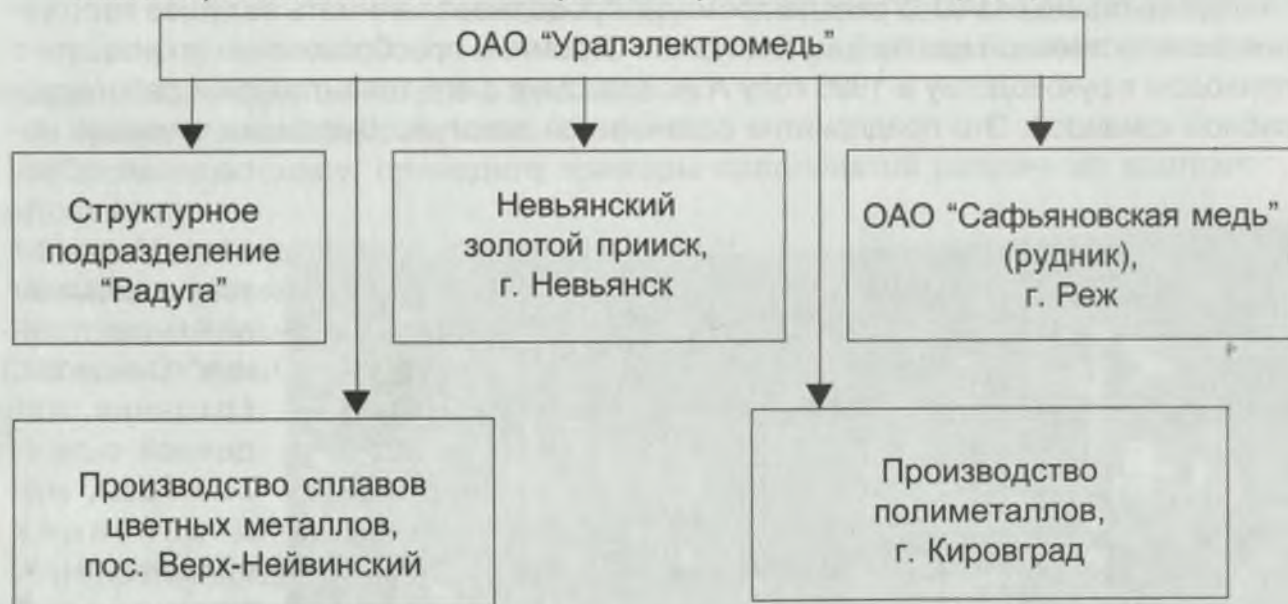 ОАО “Уралэлектромедь”
Структурное
подразделение
“Радуга”
Невьянский
золотой прииск,
г. Невьянск
ОАО “Сафьяновская медь”
(рудник),
г. Реж
Производство сплавов
цветных металлов,
пос. Верх-Нейвинский
Производство
полиметаллов,
г. Кировград